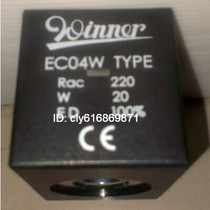 Winner
EC04W TYPE
Rac 220
W 20
E.D 100%
ID: cly616869871
CE